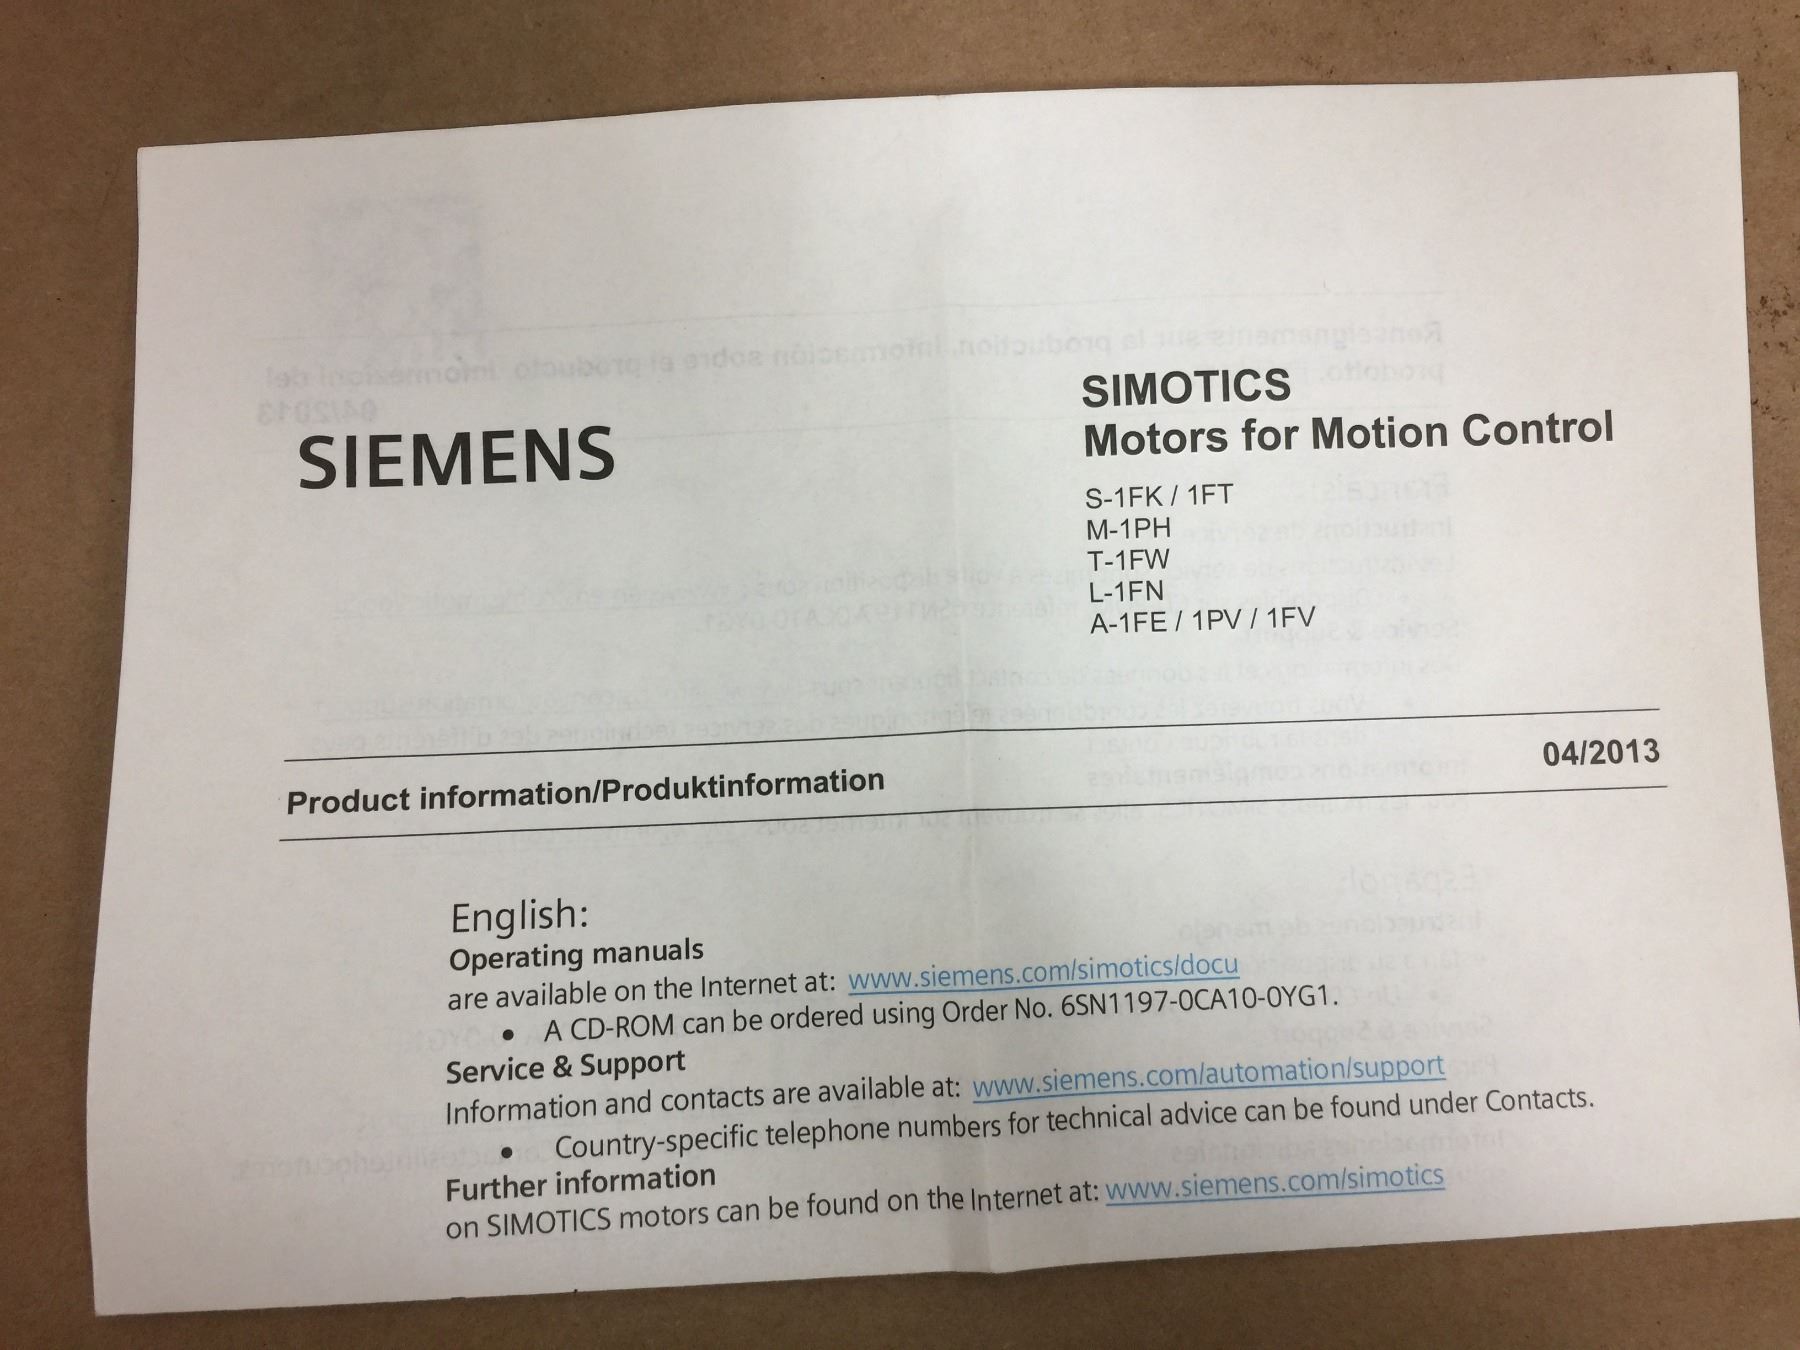 SIEMENS
SIMOTICS
Motors for Motion Control
S-1FK / 1FT
M-1PH
T-1FW
L-1FN
A-1FE / 1PV / 1FV
Product information/Produktinformation
04/2013
English:
Operating manuals
are available on the Internet at: www.siemens.com/simotics/docu
• A CD-ROM can be ordered using Order No. 6SN1197-0CA10-0YG1.
Service & Support
Information and contacts are available at: www.siemens.com/automation/support
• Country-specific telephone numbers for technical advice can be found under Contacts.
Further information
on SIMOTICS motors can be found on the Internet at: www.siemens.com/simotics